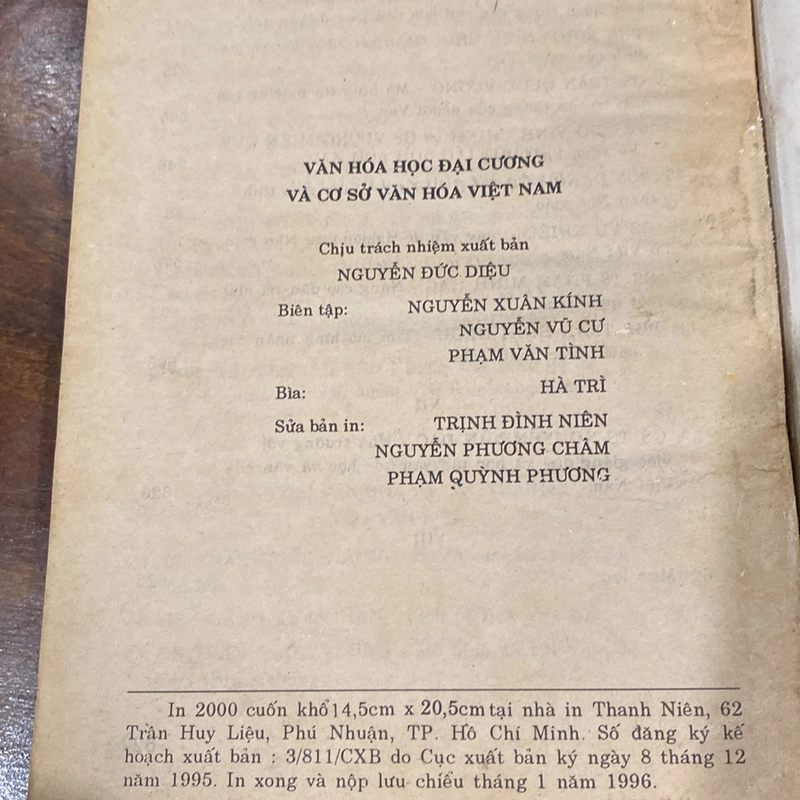 VĂN HÓA HỌC ĐẠI CƯƠNG
VÀ CƠ SỞ VĂN HÓA VIỆT NAM
Chịu trách nhiệm xuất bản
NGUYỄN ĐỨC DIỆU
Biên tập: NGUYỄN XUÂN KÍNH
NGUYỄN VŨ CƯ
PHẠM VĂN TÌNH
Bìa: HÀ TRÌ
Sửa bản in: TRỊNH ĐÌNH NIÊN
NGUYỄN PHƯƠNG CHÂM
PHẠM QUỲNH PHƯƠNG
In 2000 cuốn khổ 14,5cm x 20,5cm tại nhà in Thanh Niên, 62
Trần Huy Liệu, Phú Nhuận, TP. Hồ Chí Minh. Số đăng ký kế
hoạch xuất bản : 3/811/CXB do Cục xuất bản ký ngày 8 tháng 12
năm 1995. In xong và nộp lưu chiểu tháng 1 năm 1996.